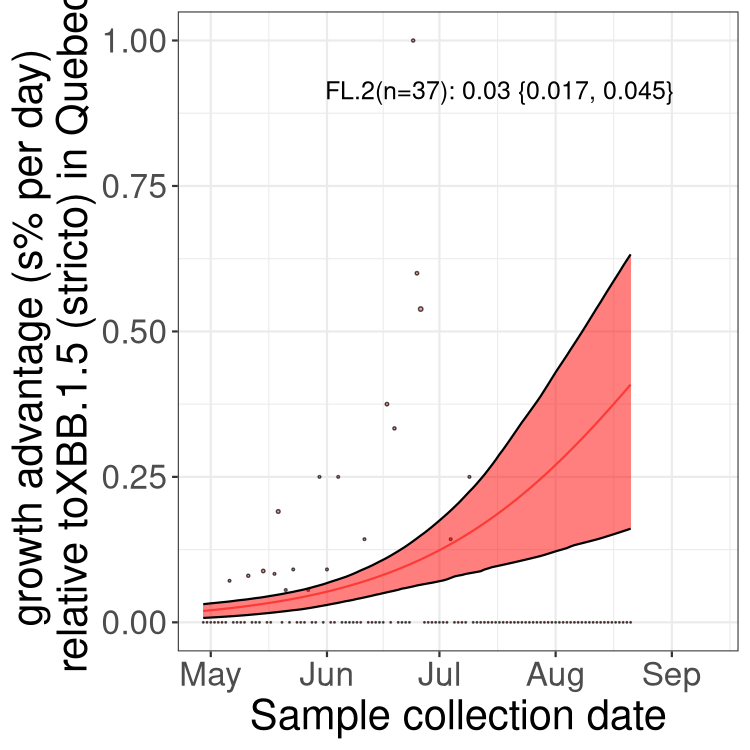 growth advantage (s% per day)
relative toXBB.1.5 (stricto) in Quebec
1.00
0.75
0.50
0.25
0.00
FL.2(n=37): 0.03 {0.017, 0.045}
May Jun Jul Aug Sep
Sample collection date